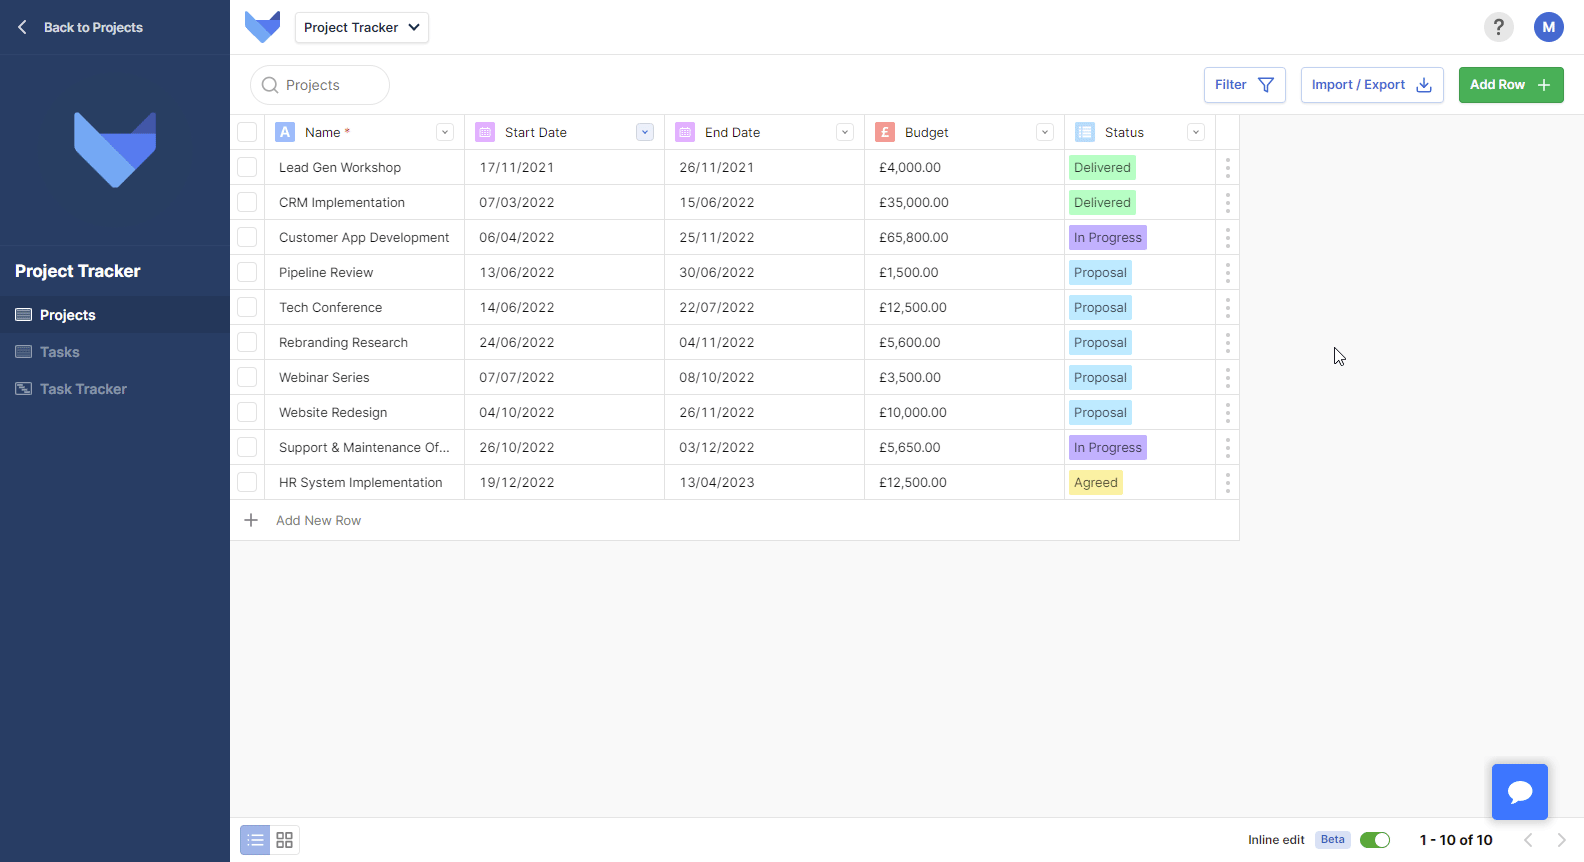 Back to Projects
Project Tracker
?
M
Projects
Filter
Import / Export
Add Row
Project Tracker
Projects
Tasks
Task Tracker
A Name * Start Date End Date £ Budget Status
Lead Gen Workshop 17/11/2021 26/11/2021 £4,000.00 Delivered
CRM Implementation 07/03/2022 15/06/2022 £35,000.00 Delivered
Customer App Development 06/04/2022 25/11/2022 £65,800.00 In Progress
Pipeline Review 13/06/2022 30/06/2022 £1,500.00 Proposal
Tech Conference 14/06/2022 22/07/2022 £12,500.00 Proposal
Rebranding Research 24/06/2022 04/11/2022 £5,600.00 Proposal
Webinar Series 07/07/2022 08/10/2022 £3,500.00 Proposal
Website Redesign 04/10/2022 26/11/2022 £10,000.00 Proposal
Support & Maintenance Of... 26/10/2022 03/12/2022 £5,650.00 In Progress
HR System Implementation 19/12/2022 13/04/2023 £12,500.00 Agreed
Add New Row
Inline edit Beta 1 - 10 of 10